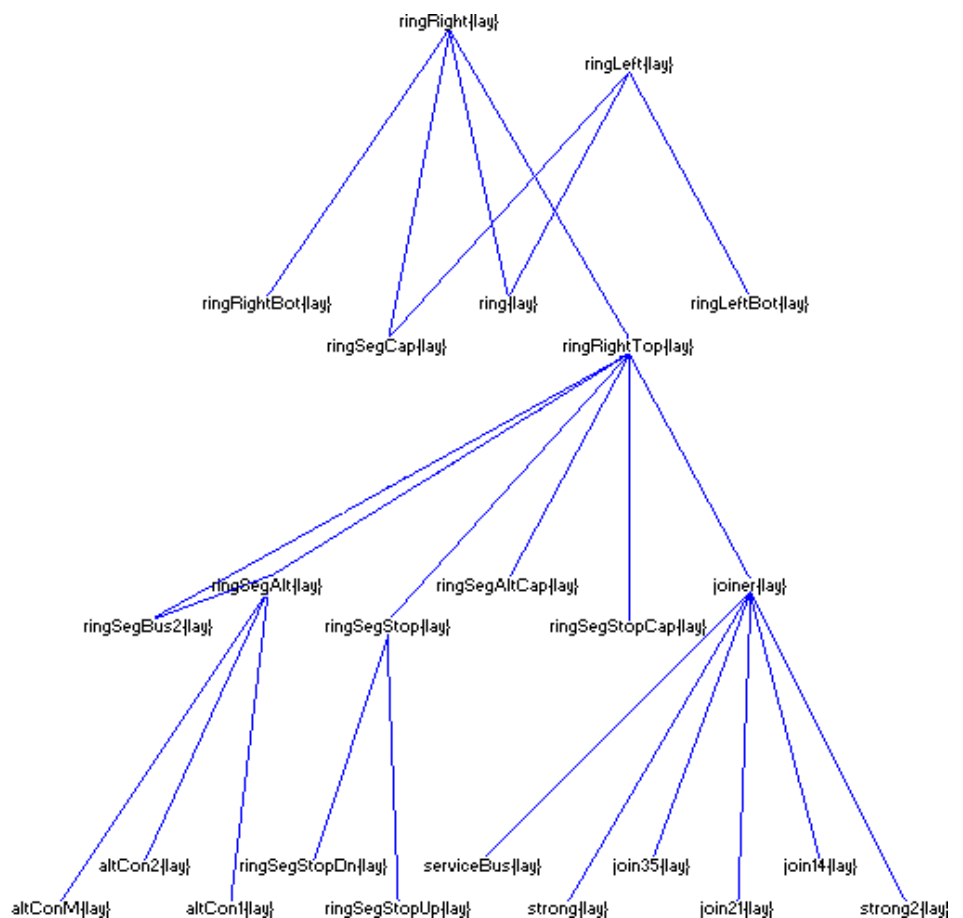 ringRight{lay}
ringLeft{lay}
ringRightBot{lay}
ring{lay}
ringLeftBot{lay}
ringSegCap{lay}
ringRightTop{lay}
ringSegAlt{lay}
ringSegAltCap{lay}
joiner{lay}
ringSegBus2{lay}
ringSegStop{lay}
ringSegStopCap{lay}
altCon2{lay}
ringSegStopDn{lay}
serviceBus{lay}
join35{lay}
join14{lay}
altConM{lay}
altCon1{lay}
ringSegStopUp{lay}
strong{lay}
join21{lay}
strong2{lay}